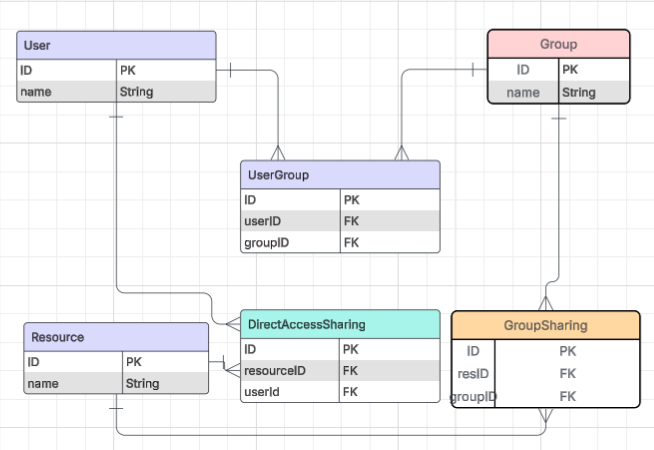 User
ID PK
name String
Group
ID PK
name String
UserGroup
ID PK
userID FK
groupID FK
DirectAccessSharing
ID PK
resourceID FK
userId FK
Resource
ID PK
name String
GroupSharing
ID PK
resID FK
groupID FK